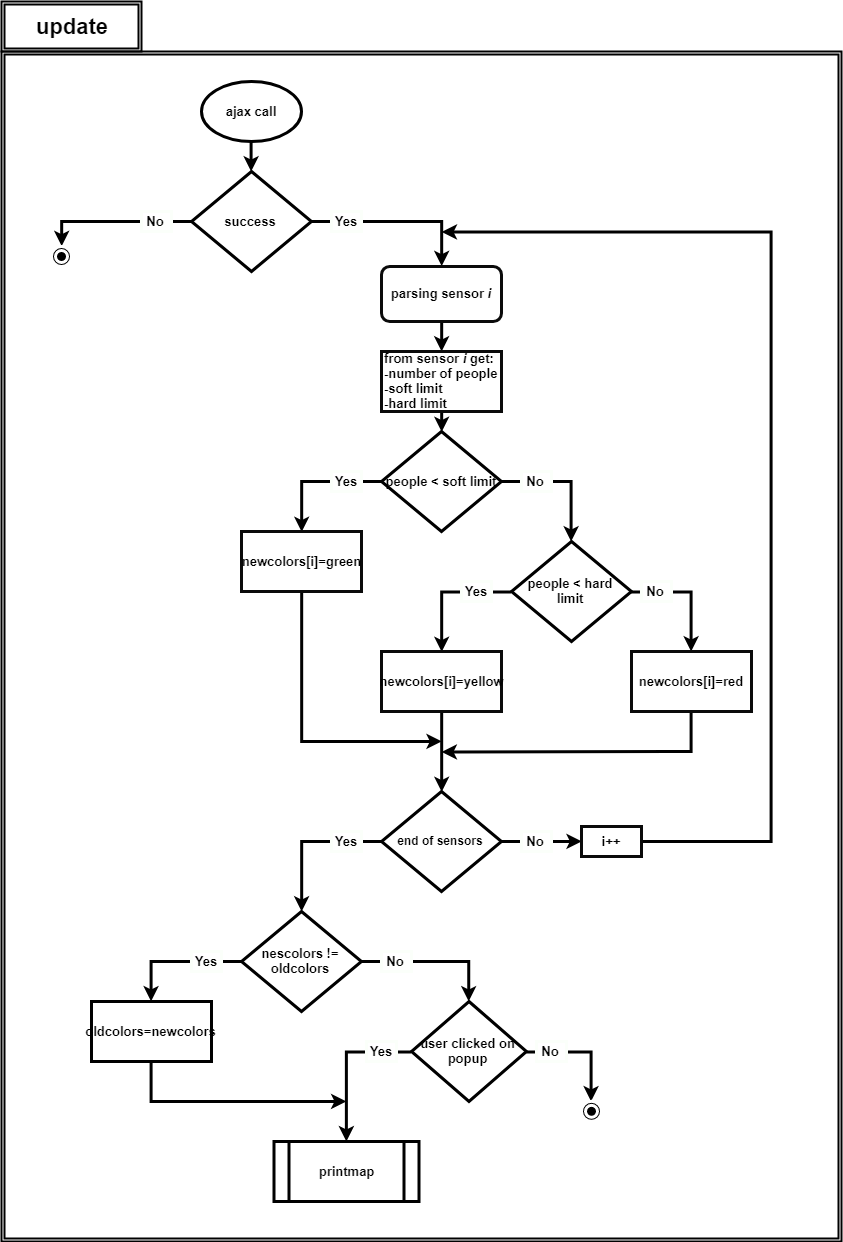 update
ajax call
success
No
Yes
parsing sensor i
from sensor i get:
-number of people
-soft limit
-hard limit
people < soft limit
Yes
No
newcolors[i]=green
people < hard
limit
Yes
No
newcolors[i]=yellow
newcolors[i]=red
end of sensors
Yes
No
i++
nescolors !=
oldcolors
Yes
No
oldcolors=newcolors
user clicked on
popup
Yes
No
printmap